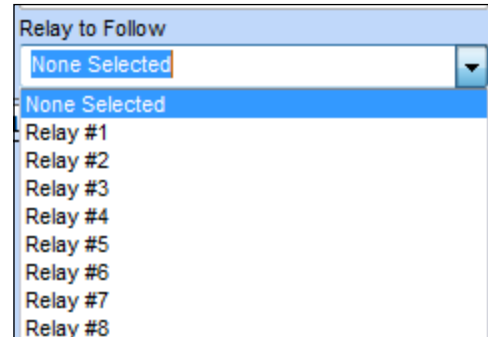 Relay to Follow
None Selected
None Selected
Relay #1
Relay #2
Relay #3
Relay #4
Relay #5
Relay #6
Relay #7
Relay #8